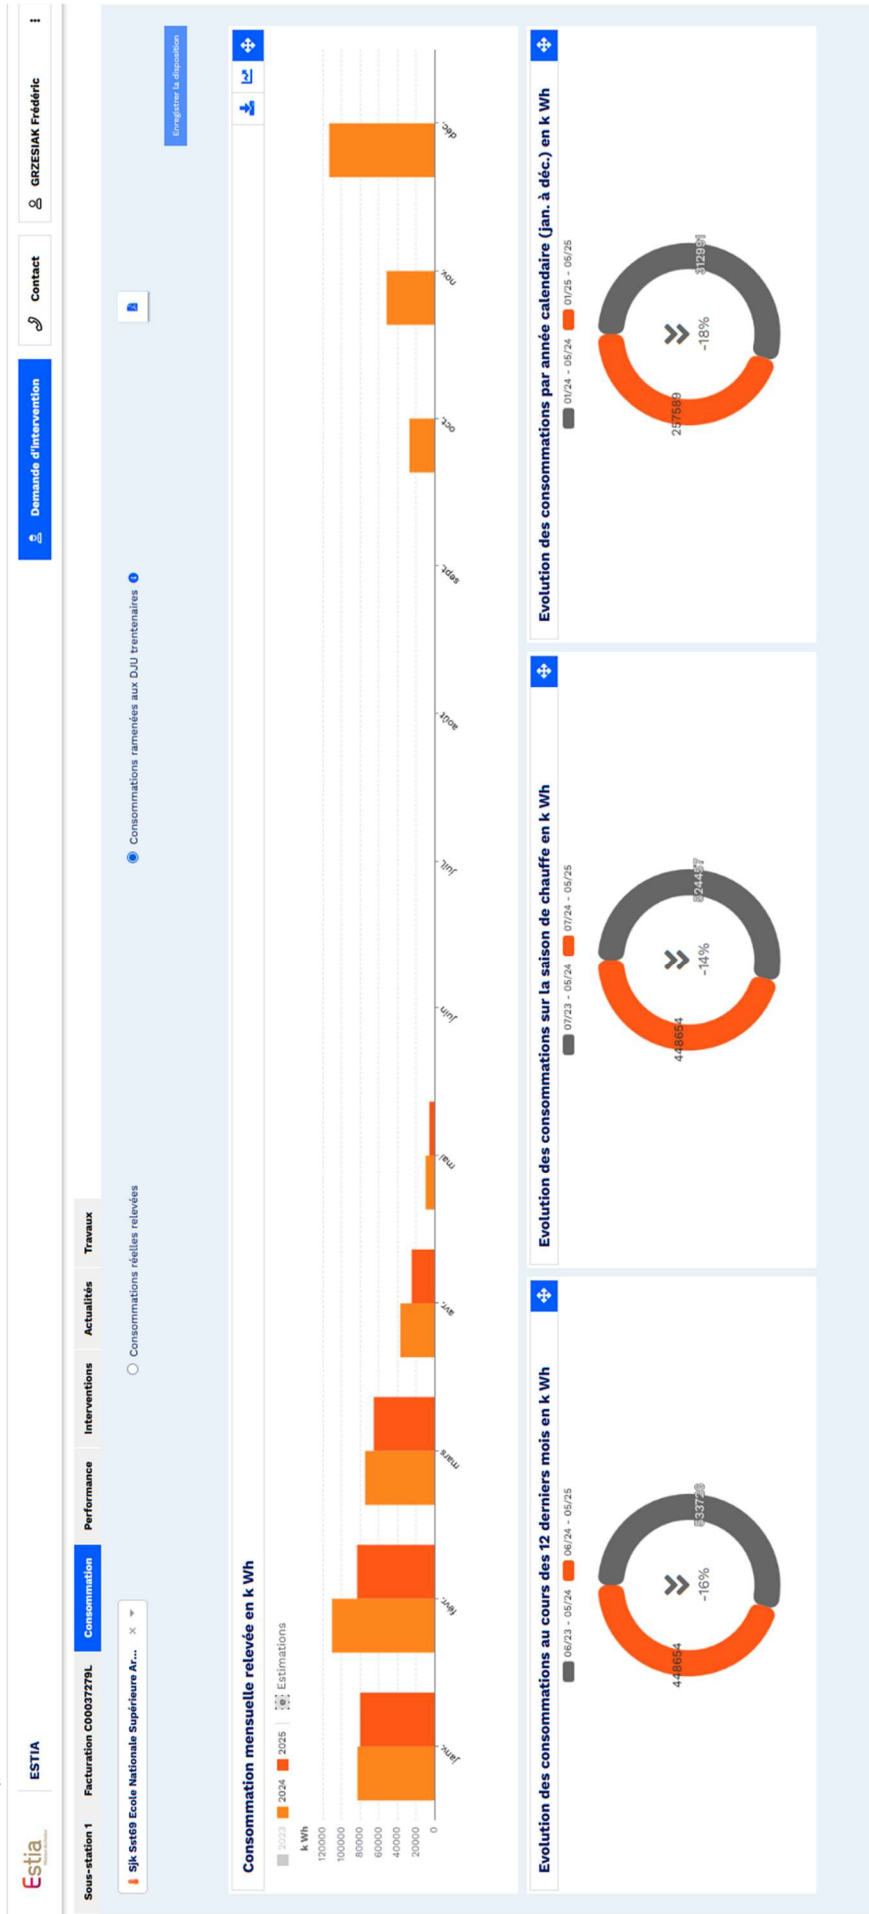 Estia
ESTIA
Demande d'intervention
Contact
GRZESIAK Frédéric
Sous-station 1
Facturation C00037279L
Consommation
Performance
Interventions
Actualités
Travaux
Sjk Sst69 Ecole Nationale Supérieure Ar...
Consommations réelles relevées
Consommations ramenées aux DJU trentenaires
Enregistrer la disposition
Consommation mensuelle relevée en k Wh
2023 2024 2025 Estimations
k Wh
120000
100000
80000
60000
40000
20000
0
janv. févr. mars avr. mai juin juil. août sept. oct. nov. déc.
Evolution des consommations au cours des 12 derniers mois en k Wh
06/23 - 05/24 06/24 - 05/25
448654
-16%
Evolution des consommations sur la saison de chauffe en k Wh
07/23 - 05/24 07/24 - 05/25
448654
-14%
Evolution des consommations par année calendaire (jan. à déc.) en k Wh
01/24 - 05/24 01/25 - 05/25
257589
-18%